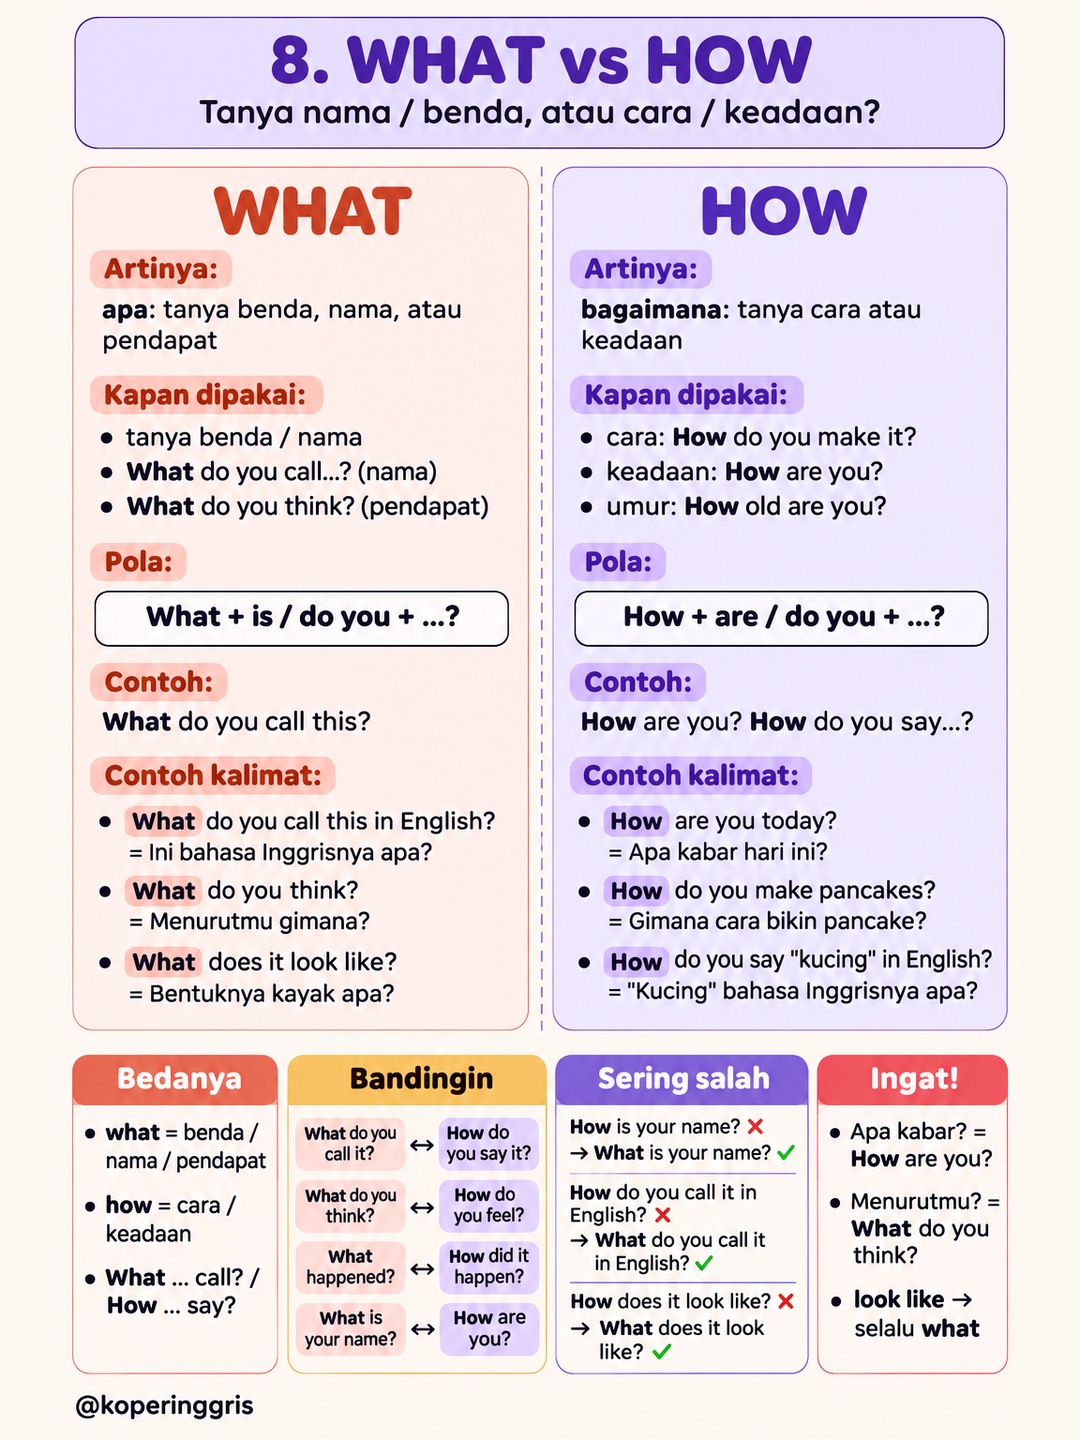 8. WHAT vs HOW
Tanya nama / benda, atau cara / keadaan?
WHAT
Artinya:
apa: tanya benda, nama, atau
pendapat
Kapan dipakai:
• tanya benda / nama
• What do you call...? (nama)
• What do you think? (pendapat)
Pola:
What + is / do you + ...?
Contoh:
What do you call this?
Contoh kalimat:
• What do you call this in English?
= Ini bahasa Inggrisnya apa?
• What do you think?
= Menurutmu gimana?
• What does it look like?
= Bentuknya kayak apa?
HOW
Artinya:
bagaimana: tanya cara atau
keadaan
Kapan dipakai:
• cara: How do you make it?
• keadaan: How are you?
• umur: How old are you?
Pola:
How + are / do you + ...?
Contoh:
How are you? How do you say...?
Contoh kalimat:
• How are you today?
= Apa kabar hari ini?
• How do you make pancakes?
= Gimana cara bikin pancake?
• How do you say "kucing" in English?
= "Kucing" bahasa Inggrisnya apa?
Bedanya
• what = benda /
nama / pendapat
• how = cara /
keadaan
• What ... call? /
How ... say?
Bandingin
What do you
call it?
↔
How do
you say it?
What do you
think?
↔
How do
you feel?
What
happened?
↔
How did it
happen?
What is
your name?
↔
How are
you?
Sering salah
How is your name? ❌
→ What is your name? ✓
How do you call it in
English? ❌
→ What do you call it
in English? ✓
How does it look like? ❌
→ What does it look
like? ✓
Ingat!
• Apa kabar? =
How are you?
• Menurutmu? =
What do you
think?
• look like →
selalu what
@koperinggris